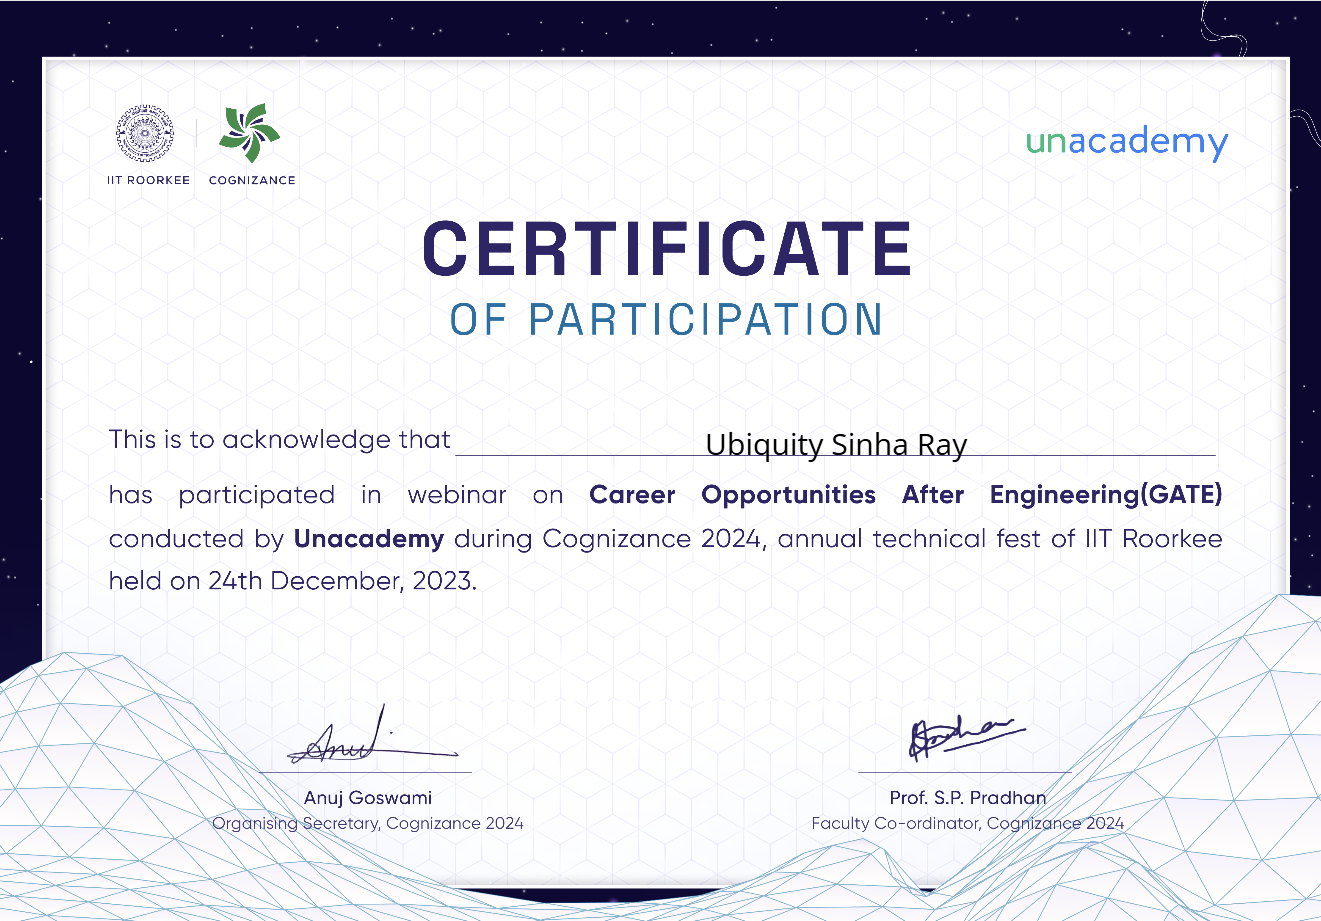 IIT ROORKEE
COGNIZANCE
unacademy
CERTIFICATE
OF PARTICIPATION
This is to acknowledge that Ubiquity Sinha Ray
has participated in webinar on Career Opportunities After Engineering(GATE)
conducted by Unacademy during Cognizance 2024, annual technical fest of IIT Roorkee
held on 24th December, 2023.
Anuj Goswami
Organising Secretary, Cognizance 2024
Prof. S.P. Pradhan
Faculty Co-ordinator, Cognizance 2024